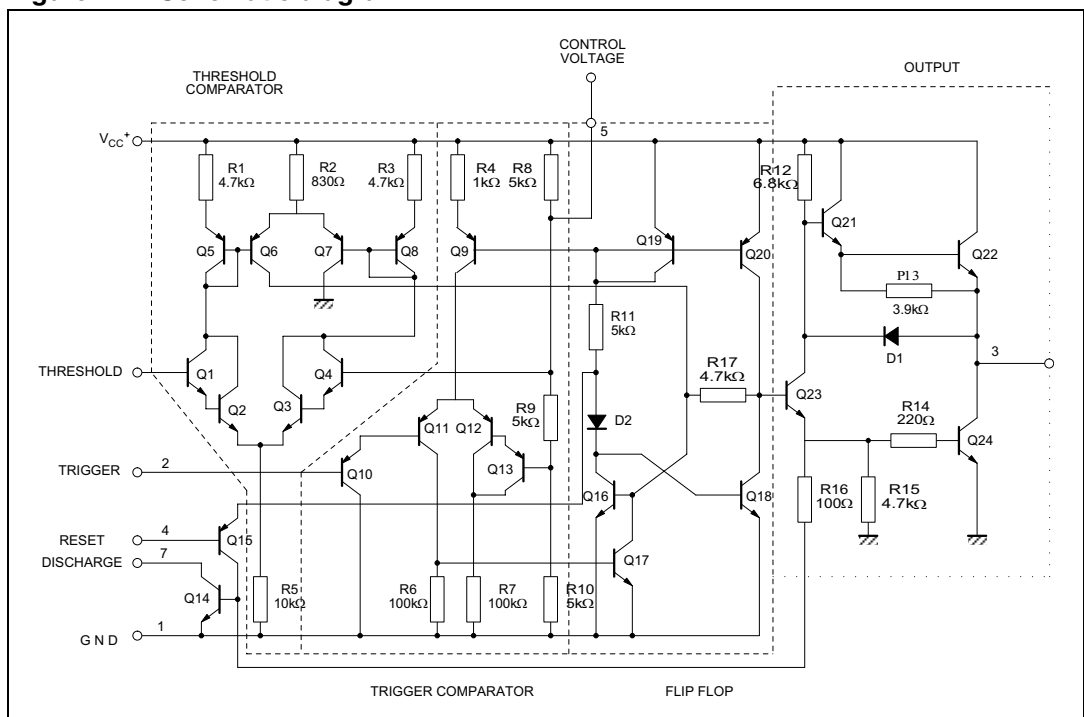 CONTROL
VOLTAGE
OUTPUT
THRESHOLD
COMPARATOR
5
VCC+
R1
4.7kΩ
R2
830Ω
R3
4.7kΩ
R4
1kΩ
R8
5kΩ
R12
6.8kΩ
Q5
Q6
Q7
Q8
Q9
Q19
Q20
Q21
Q22
P13
3.9kΩ
R11
5kΩ
D1
3
THRESHOLD
Q1
Q2
Q3
Q4
R17
4.7kΩ
Q23
R9
5kΩ
Q11
Q12
D2
R14
220Ω
Q24
TRIGGER
2
Q10
Q13
Q16
Q18
R16
100Ω
R15
4.7kΩ
RESET
4
Q15
DISCHARGE
7
Q17
Q14
R5
10kΩ
R6
100kΩ
R7
100kΩ
R10
5kΩ
GND
1
TRIGGER COMPARATOR
FLIP FLOP